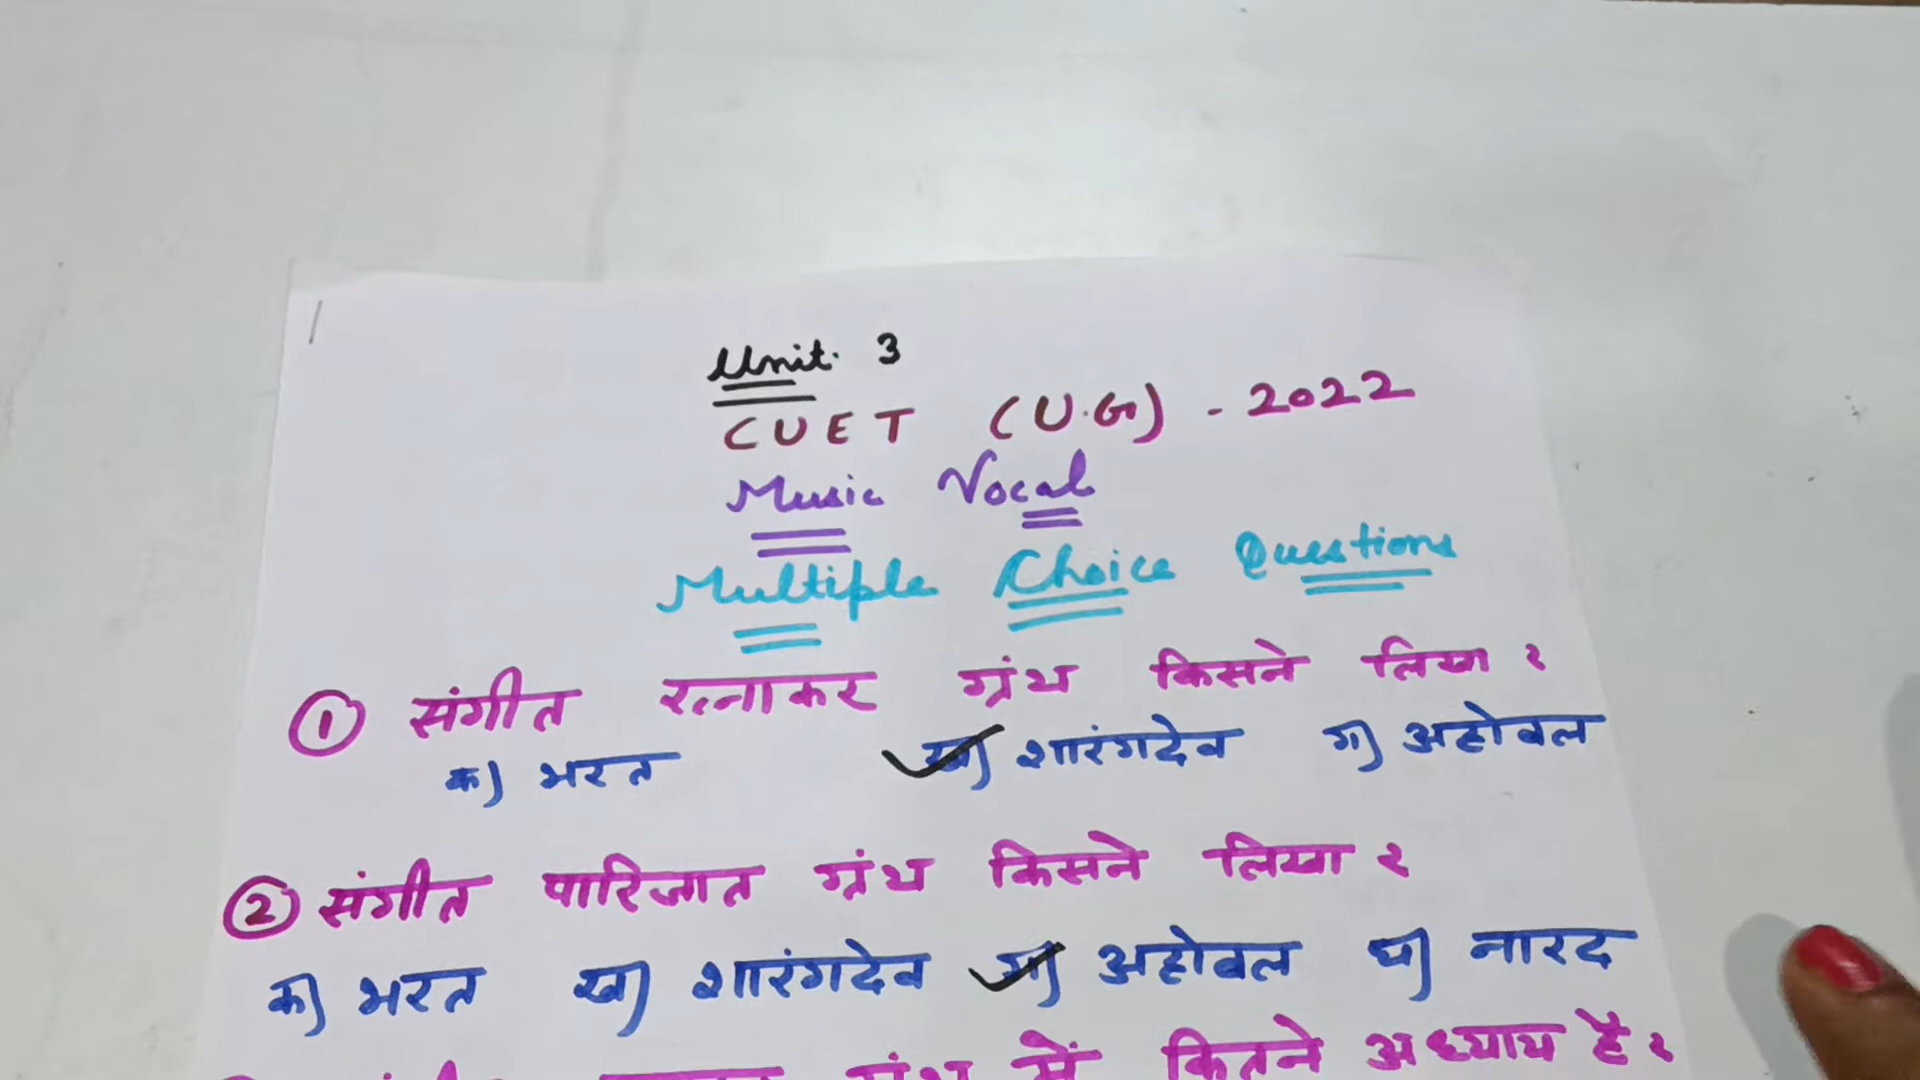 Unit. 3
CUET (U.G) - 2022
Music Vocal
Multiple Choice Questions
① संगीत रत्नाकर ग्रंथ किसने लिखा ?
क) भरत ख) शारंगदेव ग) अहोबल
② संगीत पारिजात ग्रंथ किसने लिखा ?
क) भरत ख) शारंगदेव ग) अहोबल घ) नारद
ग्रंथ में कितने अध्याय है ?